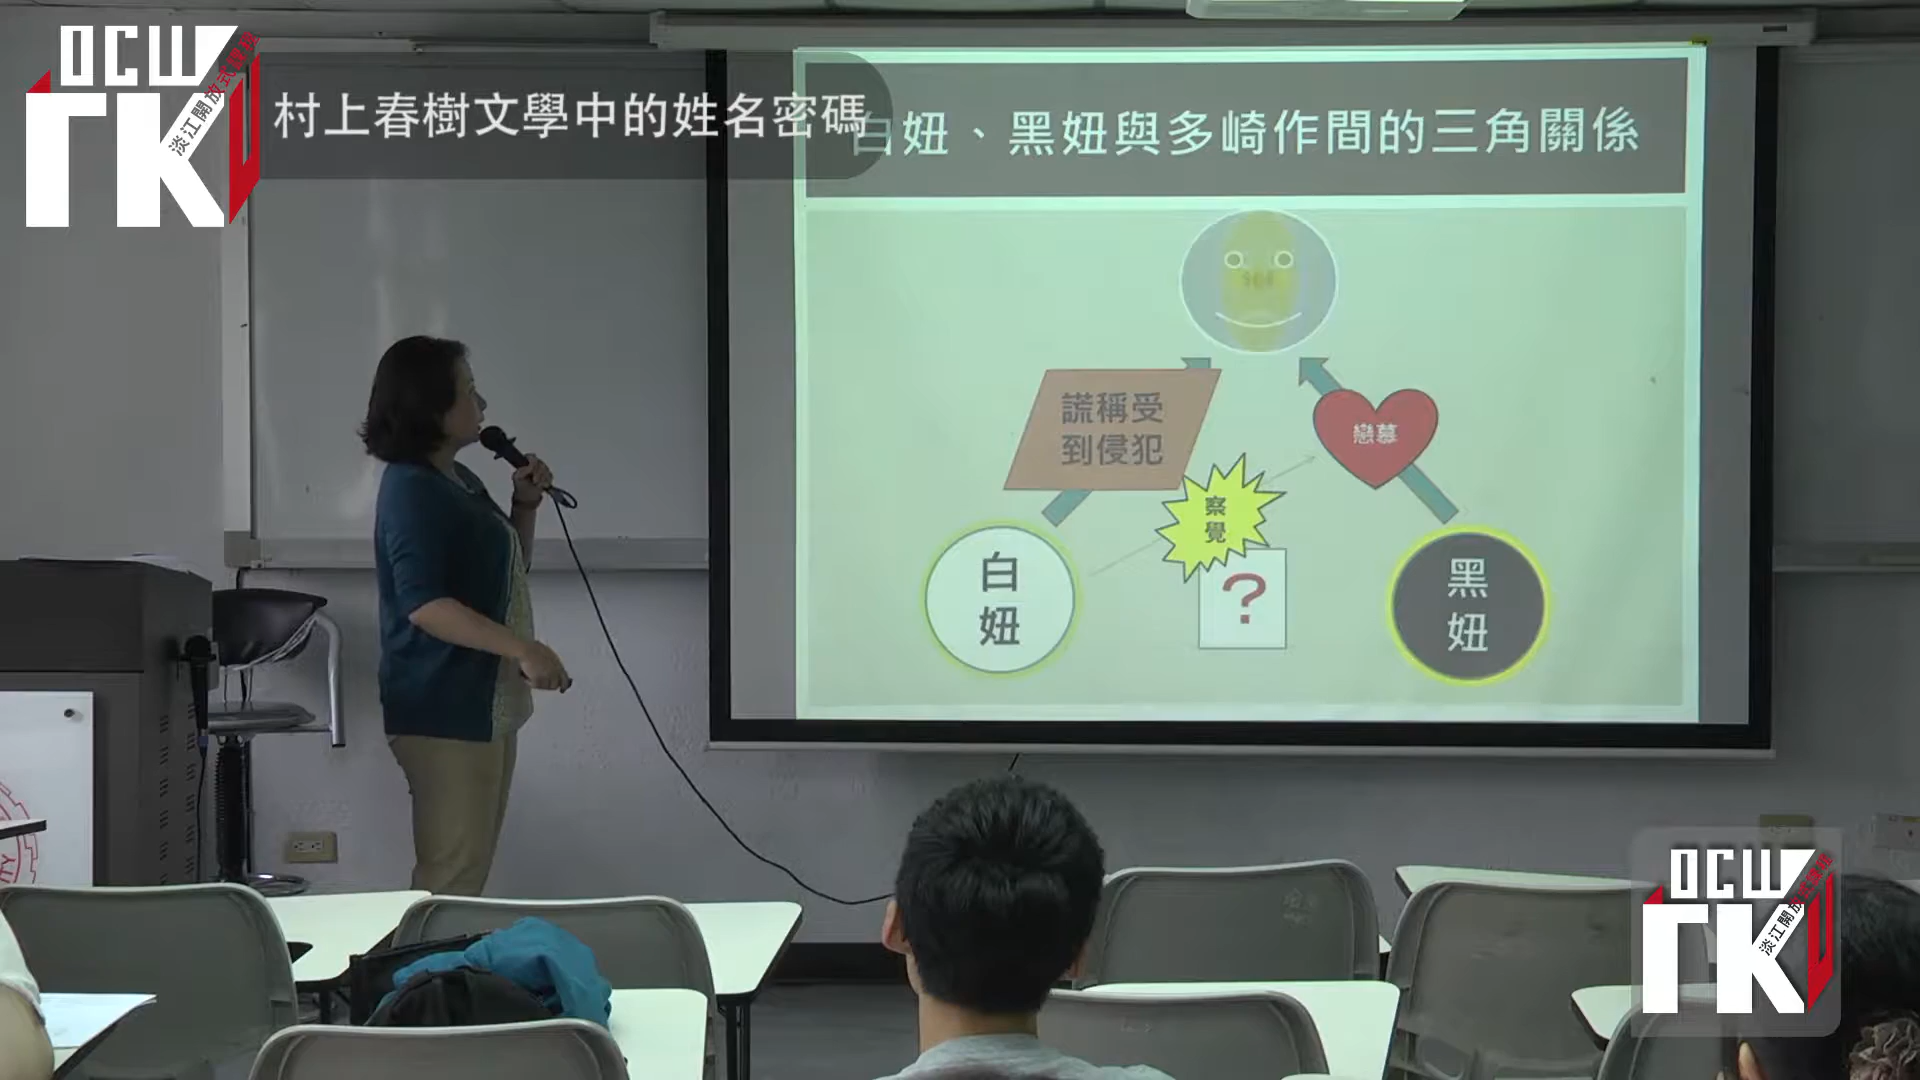 OCW
TKU
淡江開放式課程
村上春樹文學中的姓名密碼
白妞、黑妞與多崎作間的三角關係
謊稱受
到侵犯
戀慕
察
覺
?
白
妞
黑
妞
OCW
TKU
淡江開放式課程